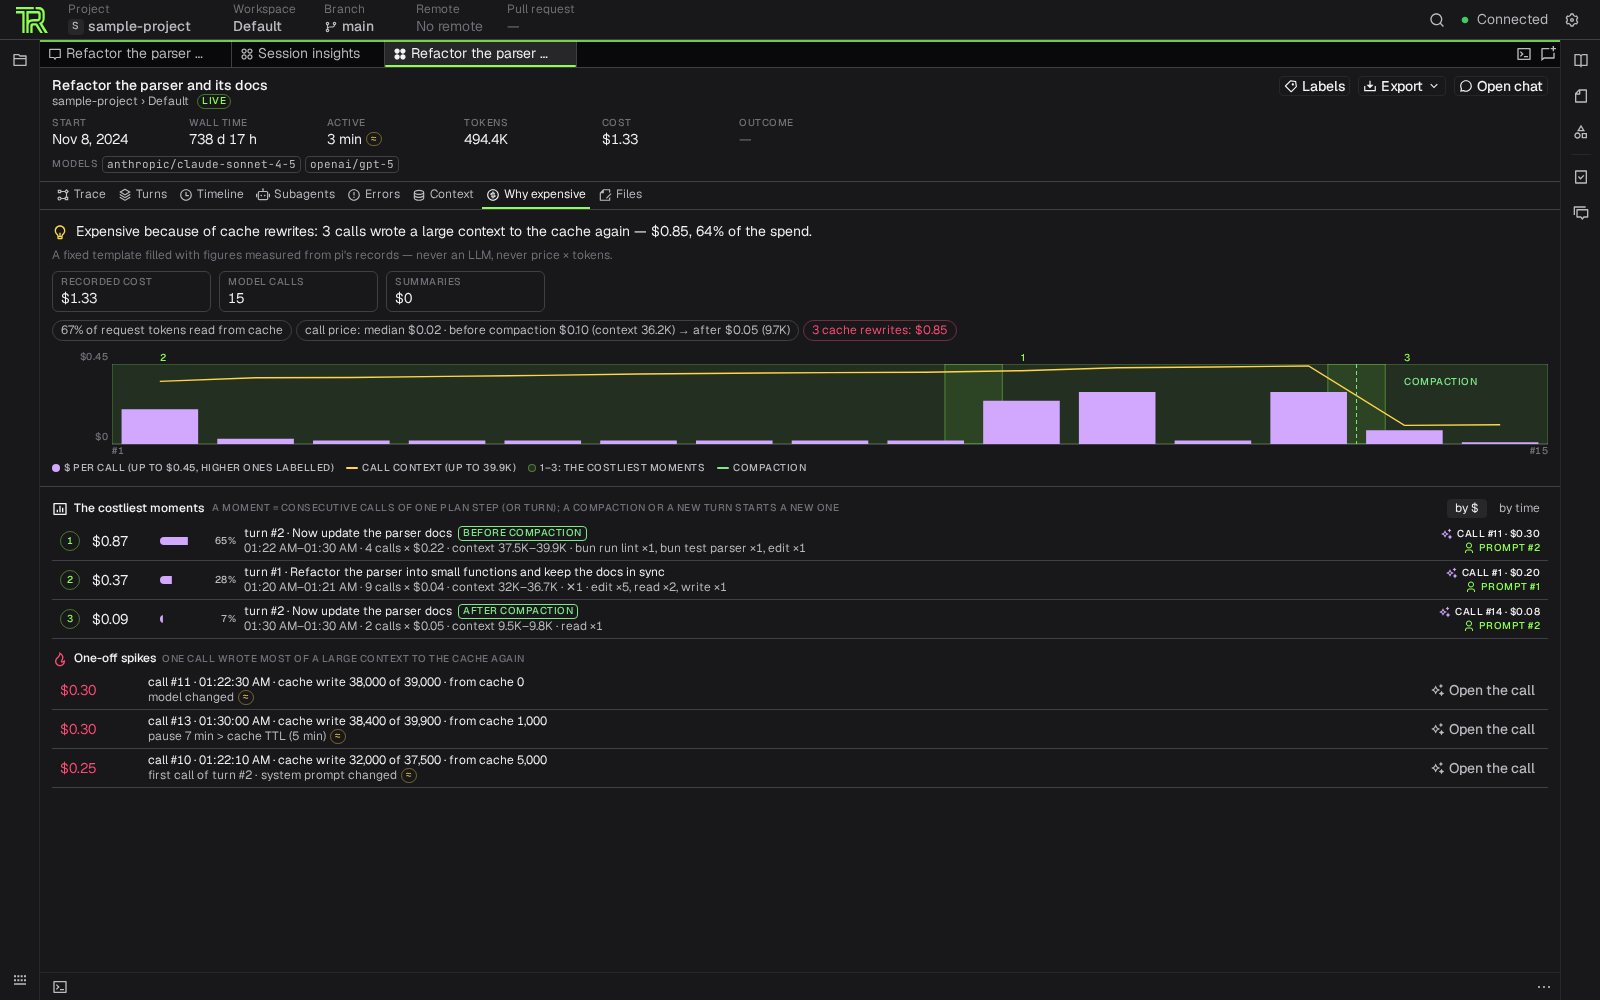 Project
S sample-project
Workspace
Default
Branch
main
Remote
No remote
Pull request
—
Connected
Refactor the parser ...
Session insights
Refactor the parser ...
Refactor the parser and its docs
sample-project › Default LIVE
Labels
Export
Open chat
START
Nov 8, 2024
WALL TIME
738 d 17 h
ACTIVE
3 min ≈
TOKENS
494.4K
COST
$1.33
OUTCOME
—
MODELS anthropic/claude-sonnet-4-5 openai/gpt-5
Trace Turns Timeline Subagents Errors Context Why expensive Files
Expensive because of cache rewrites: 3 calls wrote a large context to the cache again — $0.85, 64% of the spend.
A fixed template filled with figures measured from pi's records — never an LLM, never price × tokens.
RECORDED COST
$1.33
MODEL CALLS
15
SUMMARIES
$0
67% of request tokens read from cache
call price: median $0.02 · before compaction $0.10 (context 36.2K) → after $0.05 (9.7K)
3 cache rewrites: $0.85
$0.45
2
1
3
COMPACTION
$0
#1
#15
$ PER CALL (UP TO $0.45, HIGHER ONES LABELLED)
CALL CONTEXT (UP TO 39.9K)
1–3: THE COSTLIEST MOMENTS
COMPACTION
The costliest moments A MOMENT = CONSECUTIVE CALLS OF ONE PLAN STEP (OR TURN); A COMPACTION OR A NEW TURN STARTS A NEW ONE
by $
by time
1 $0.87 65%
turn #2 · Now update the parser docs BEFORE COMPACTION
01:22 AM–01:30 AM · 4 calls × $0.22 · context 37.5K–39.9K · bun run lint ×1, bun test parser ×1, edit ×1
CALL #11 · $0.30
PROMPT #2
2 $0.37 28%
turn #1 · Refactor the parser into small functions and keep the docs in sync
01:20 AM–01:21 AM · 9 calls × $0.04 · context 32K–36.7K · ✕1 · edit ×5, read ×2, write ×1
CALL #1 · $0.20
PROMPT #1
3 $0.09 7%
turn #2 · Now update the parser docs AFTER COMPACTION
01:30 AM–01:30 AM · 2 calls × $0.05 · context 9.5K–9.8K · read ×1
CALL #14 · $0.08
PROMPT #2
One-off spikes ONE CALL WROTE MOST OF A LARGE CONTEXT TO THE CACHE AGAIN
$0.30
call #11 · 01:22:30 AM · cache write 38,000 of 39,000 · from cache 0
model changed ≈
Open the call
$0.30
call #13 · 01:30:00 AM · cache write 38,400 of 39,900 · from cache 1,000
pause 7 min > cache TTL (5 min) ≈
Open the call
$0.25
call #10 · 01:22:10 AM · cache write 32,000 of 37,500 · from cache 5,000
first call of turn #2 · system prompt changed ≈
Open the call